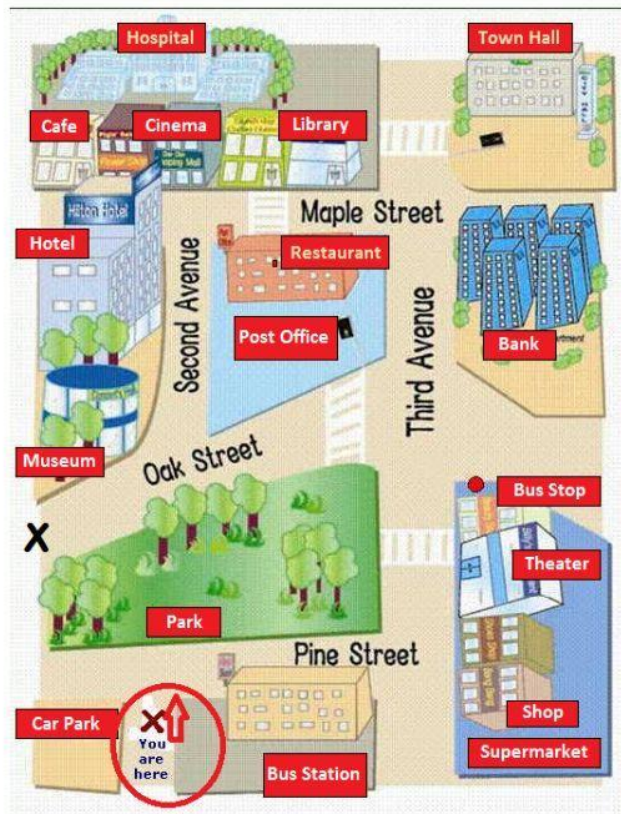 Hospital
Town Hall
Cafe
Cinema
Library
Hilton Hotel
Maple Street
Hotel
Restaurant
Second Avenue
Post Office
Third Avenue
Bank
Museum
Oak Street
Bus Stop
X
Theater
Park
Pine Street
Car Park
X
You
are
here
Shop
Bus Station
Supermarket